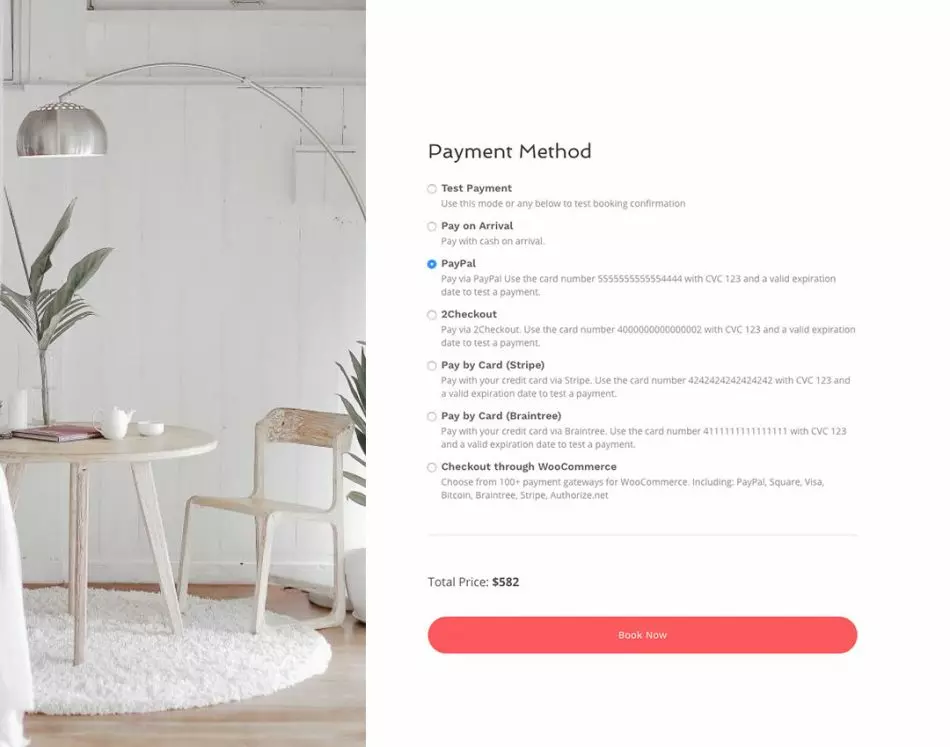 Payment Method
Test Payment
Use this mode or any below to test booking confirmation
Pay on Arrival
Pay with cash on arrival.
PayPal
Pay via PayPal Use the card number 5555555555554444 with CVC 123 and a valid expiration
date to test a payment.
2Checkout
Pay via 2Checkout. Use the card number 4000000000000002 with CVC 123 and a valid expiration
date to test a payment.
Pay by Card (Stripe)
Pay with your credit card via Stripe. Use the card number 4242424242424242 with CVC 123 and
a valid expiration date to test a payment.
Pay by Card (Braintree)
Pay with your credit card via Braintree. Use the card number 4111111111111111 with CVC 123
and a valid expiration date to test a payment.
Checkout through WooCommerce
Choose from 100+ payment gateways for WooCommerce. Including: PayPal, Square, Visa,
Bitcoin, Braintree, Stripe, Authorize.net
Total Price: $582
Book Now